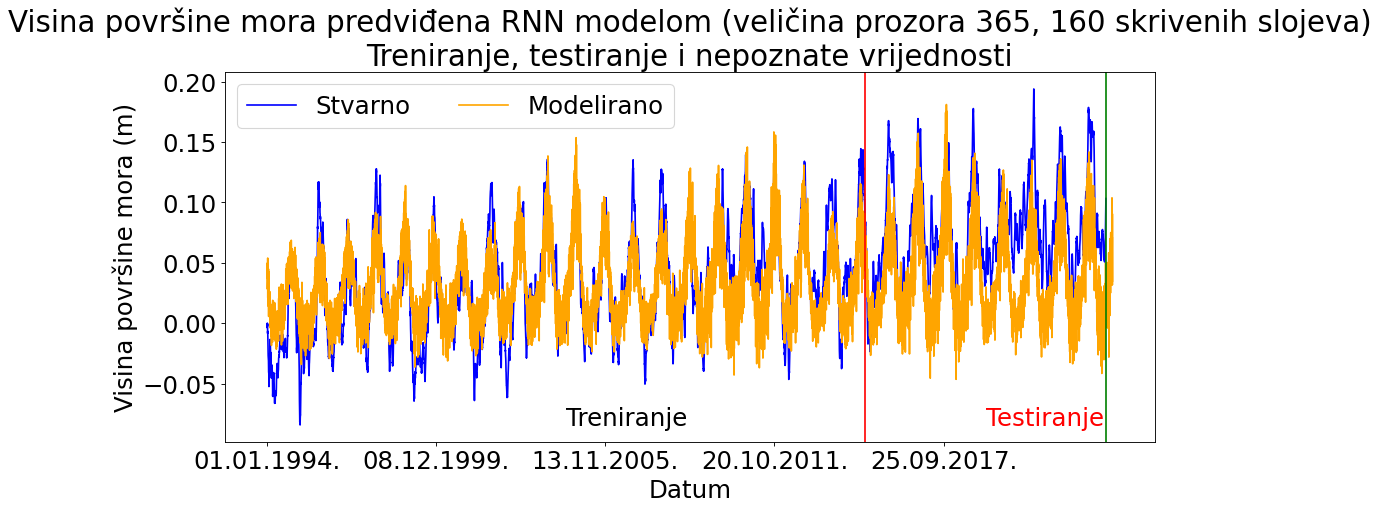 Visina površine mora predviđena RNN modelom (veličina prozora 365, 160 skrivenih slojeva)
Treniranje, testiranje i nepoznate vrijednosti
Stvarno
Modelirano
Visina površine mora (m)
0.20
0.15
0.10
0.05
0.00
−0.05
Treniranje
Testiranje
01.01.1994.
08.12.1999.
13.11.2005.
20.10.2011.
25.09.2017.
Datum